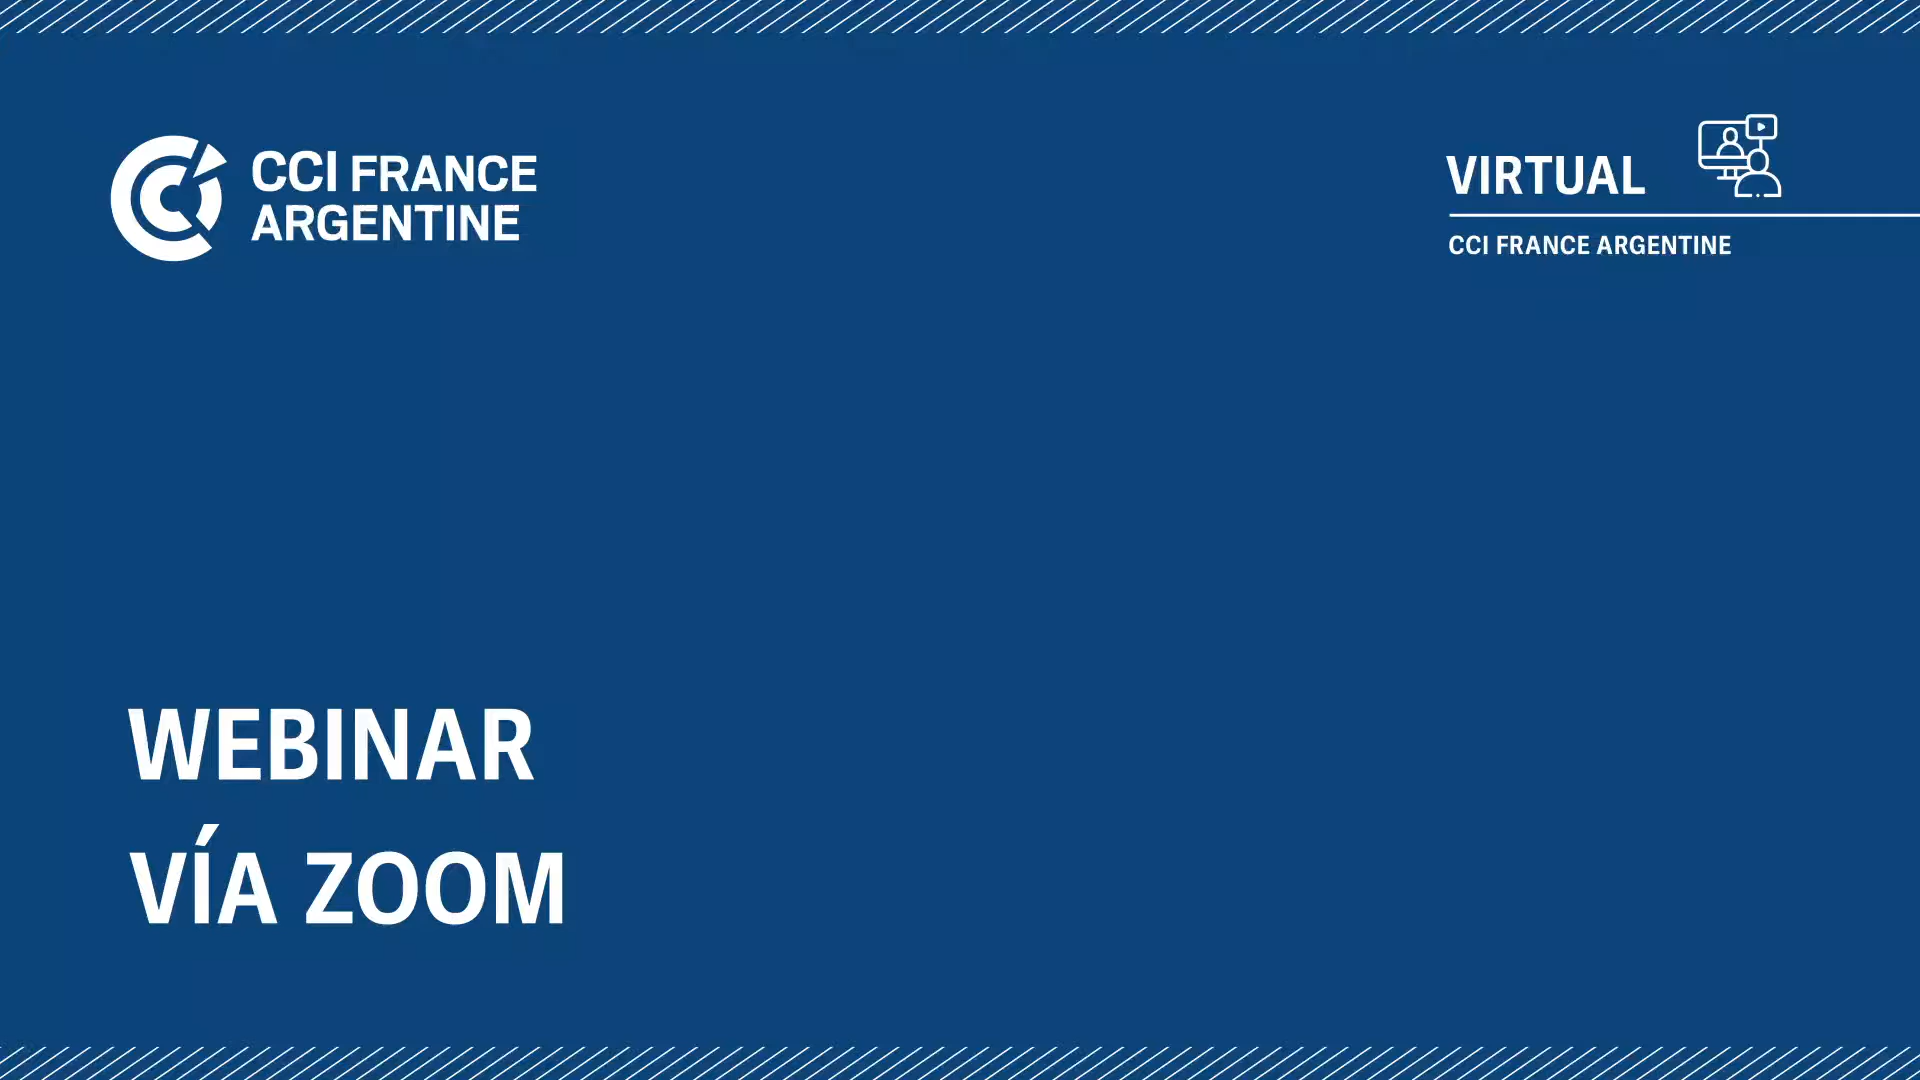 CCI FRANCE
ARGENTINE
VIRTUAL
CCI FRANCE ARGENTINE
WEBINAR
VÍA ZOOM